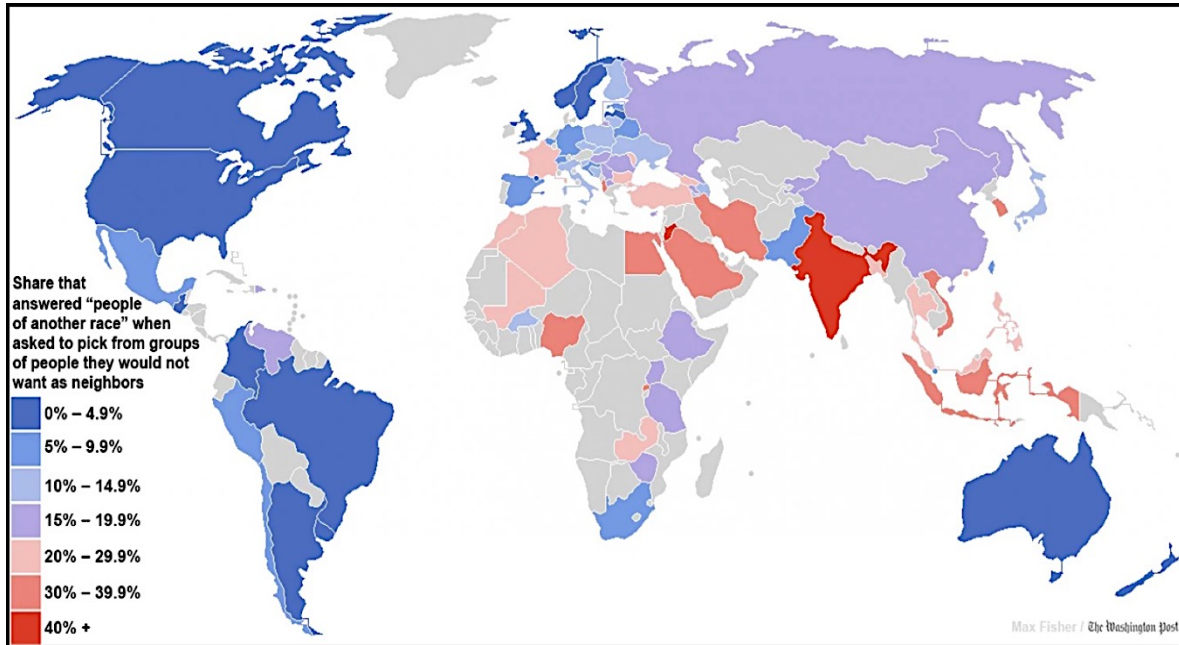 Share that
answered “people
of another race” when
asked to pick from groups
of people they would not
want as neighbors
0% – 4.9%
5% – 9.9%
10% – 14.9%
15% – 19.9%
20% – 29.9%
30% – 39.9%
40% +
Max Fisher / The Washington Post